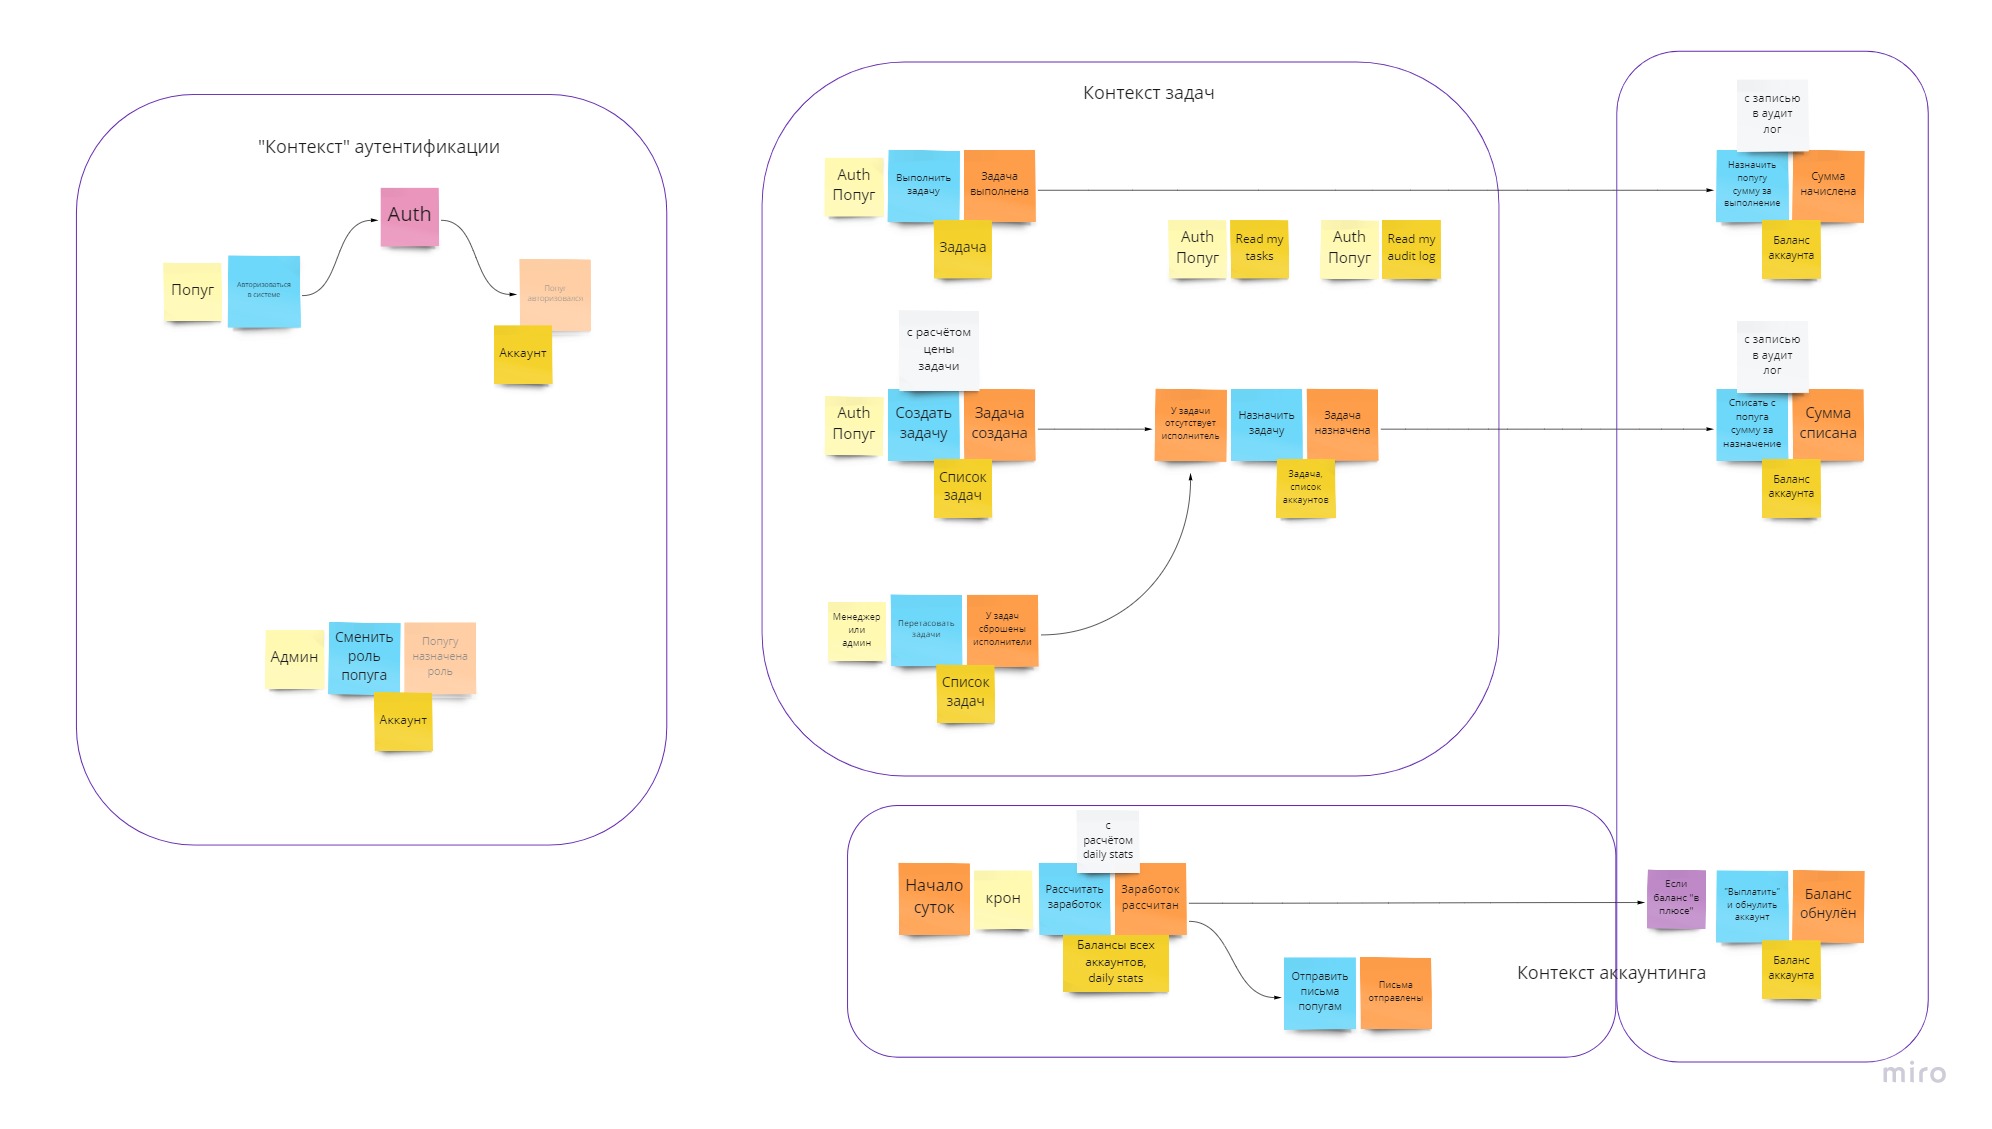 "Контекст" аутентификации
Auth
Попуг
Авторизоваться
в системе
Попуг
авторизовался
Аккаунт
Админ
Сменить
роль
попуга
Попугу
назначена
роль
Аккаунт
Контекст задач
Auth
Попуг
Выполнить
задачу
Задача
выполнена
Задача
Auth
Попуг
Read my
tasks
Auth
Попуг
Read my
audit log
с расчётом
цены
задачи
Auth
Попуг
Создать
задачу
Задача
создана
Список
задач
У задачи
отсутствует
исполнитель
Назначить
задачу
Задача
назначена
Задача,
список
аккаунтов
Менеджер
или
админ
Перетасовать
задачи
У задач
сброшены
исполнители
Список
задач
с записью
в аудит
лог
Назначить
попугу
сумму за
выполнение
Сумма
начислена
Баланс
аккаунта
с записью
в аудит
лог
Списать с
попуга
сумму за
назначение
Сумма
списана
Баланс
аккаунта
с
расчётом
daily stats
Начало
суток
крон
Рассчитать
заработок
Заработок
рассчитан
Балансы всех
аккаунтов,
daily stats
Отправить
письма
попугам
Письма
отправлены
Если
баланс "в
плюсе"
"Выплатить"
и обнулить
аккаунт
Баланс
обнулён
Баланс
аккаунта
Контекст аккаунтинга
miro